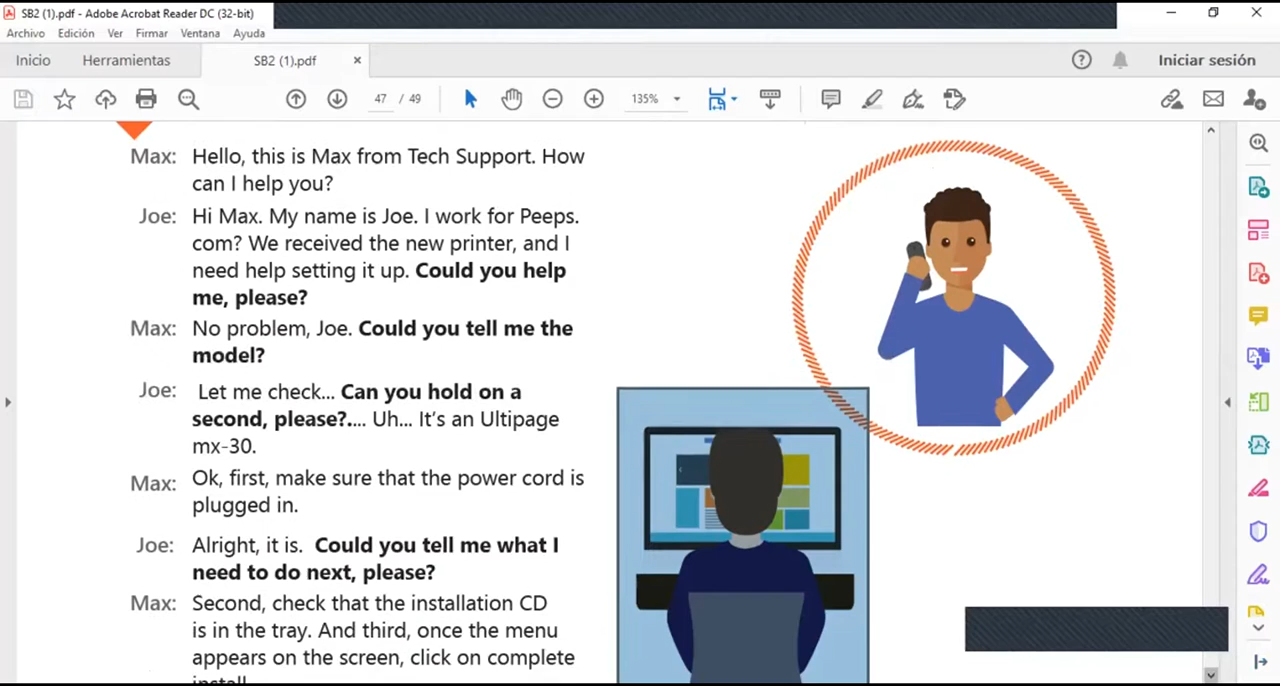 SB2 (1).pdf - Adobe Acrobat Reader DC (32-bit)
Archivo Edición Ver Firmar Ventana Ayuda
Inicio Herramientas SB2 (1).pdf × Iniciar sesión
47 / 49 135%
Max: Hello, this is Max from Tech Support. How
can I help you?
Joe: Hi Max. My name is Joe. I work for Peeps.
com? We received the new printer, and I
need help setting it up. Could you help
me, please?
Max: No problem, Joe. Could you tell me the
model?
Joe: Let me check... Can you hold on a
second, please?.... Uh... It's an Ultipage
mx-30.
Max: Ok, first, make sure that the power cord is
plugged in.
Joe: Alright, it is. Could you tell me what I
need to do next, please?
Max: Second, check that the installation CD
is in the tray. And third, once the menu
appears on the screen, click on complete
install